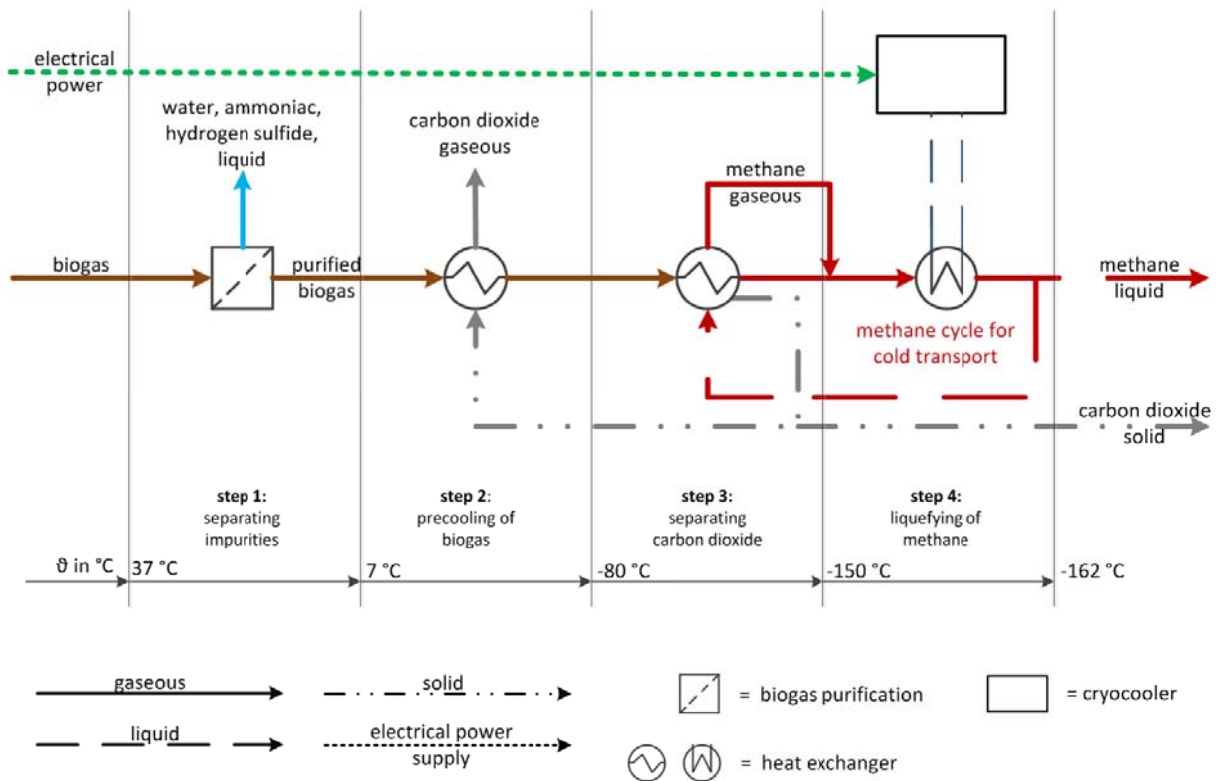 electrical
power
water, ammoniac,
hydrogen sulfide,
liquid
carbon dioxide
gaseous
methane
gaseous
biogas
purified
biogas
methane
liquid
methane cycle for
cold transport
carbon dioxide
solid
step 1:
separating
impurities
step 2:
precooling of
biogas
step 3:
separating
carbon dioxide
step 4:
liquefying of
methane
ϑ in °C
37 °C
7 °C
-80 °C
-150 °C
-162 °C
gaseous
solid
= biogas purification
= cryocooler
liquid
electrical power
supply
= heat exchanger